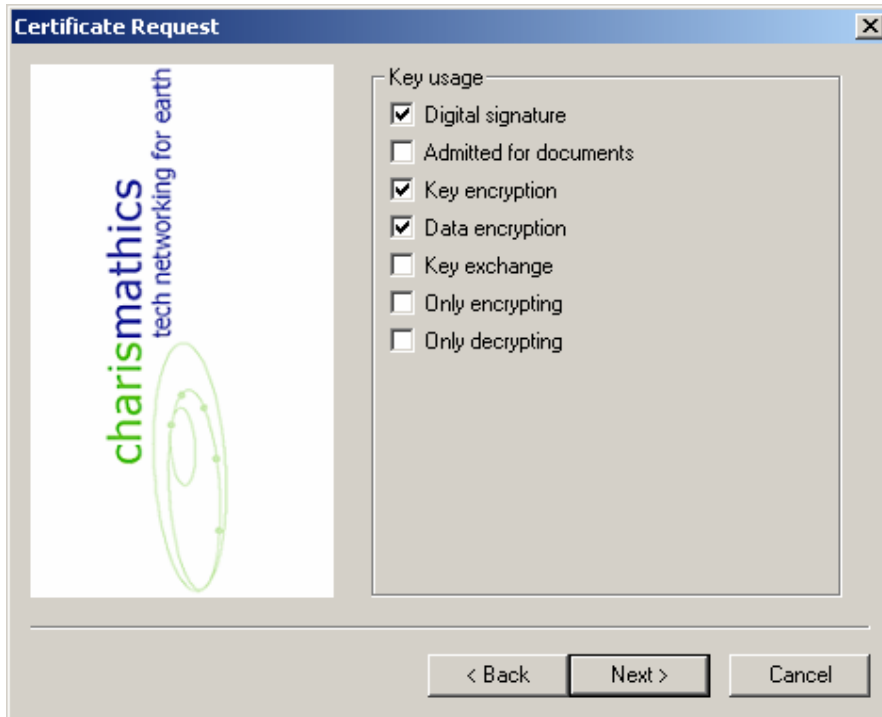 Certificate Request
charismathics
tech networking for earth
Key usage
Digital signature
Admitted for documents
Key encryption
Data encryption
Key exchange
Only encrypting
Only decrypting
< Back
Next >
Cancel